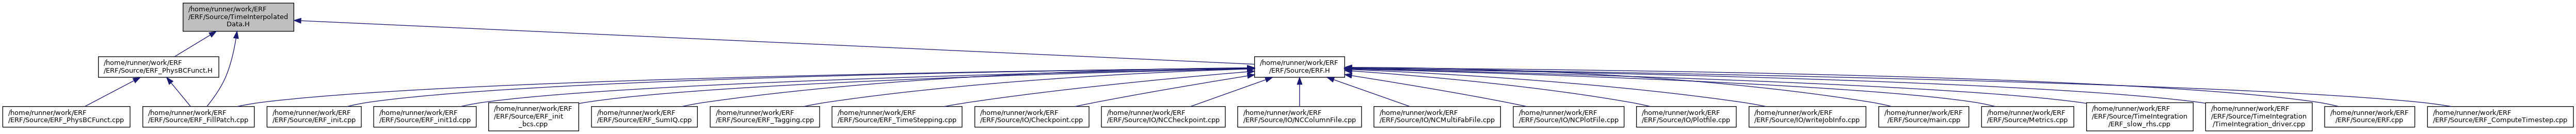 /home/runner/work/ERF
/ERF/Source/TimeInterpolated
Data.H
/home/runner/work/ERF
/ERF/Source/ERF_PhysBCFunct.H
/home/runner/work/ERF
/ERF/Source/ERF.H
/home/runner/work/ERF
/ERF/Source/ERF_PhysBCFunct.cpp
/home/runner/work/ERF
/ERF/Source/ERF_FillPatch.cpp
/home/runner/work/ERF
/ERF/Source/ERF_init.cpp
/home/runner/work/ERF
/ERF/Source/ERF_init1d.cpp
/home/runner/work/ERF
/ERF/Source/ERF_init
_bcs.cpp
/home/runner/work/ERF
/ERF/Source/ERF_SumIQ.cpp
/home/runner/work/ERF
/ERF/Source/ERF_Tagging.cpp
/home/runner/work/ERF
/ERF/Source/ERF_TimeStepping.cpp
/home/runner/work/ERF
/ERF/Source/IO/Checkpoint.cpp
/home/runner/work/ERF
/ERF/Source/IO/NCCheckpoint.cpp
/home/runner/work/ERF
/ERF/Source/IO/NCColumnFile.cpp
/home/runner/work/ERF
/ERF/Source/IO/NCMultiFabFile.cpp
/home/runner/work/ERF
/ERF/Source/IO/NCPlotFile.cpp
/home/runner/work/ERF
/ERF/Source/IO/Plotfile.cpp
/home/runner/work/ERF
/ERF/Source/IO/writeJobInfo.cpp
/home/runner/work/ERF
/ERF/Source/main.cpp
/home/runner/work/ERF
/ERF/Source/Metrics.cpp
/home/runner/work/ERF
/ERF/Source/TimeIntegration
/ERF_slow_rhs.cpp
/home/runner/work/ERF
/ERF/Source/TimeIntegration
/TimeIntegration_driver.cpp
/home/runner/work/ERF
/ERF/Source/ERF.cpp
/home/runner/work/ERF
/ERF/Source/ERF_ComputeTimestep.cpp